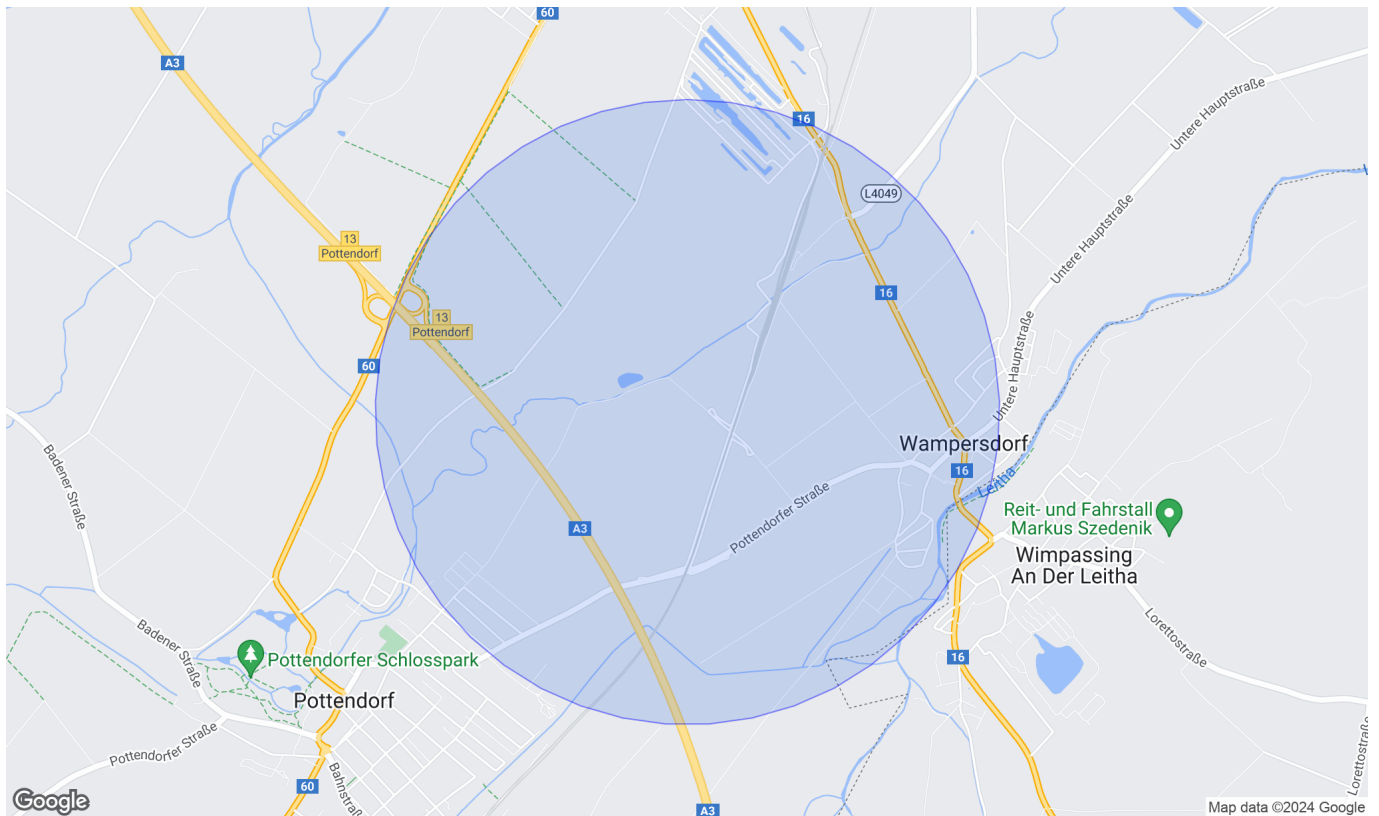 60
A3
16
Untere Hauptstraße
L4049
Untere Hauptstraße
13
Pottendorf
16
13
Pottendorf
60
Untere Hauptstraße
Wampersdorf
16
Leitha
Badener Straße
Pottendorfer Straße
A3
Reit- und Fahrstall
Markus Szedenik
Wimpassing
An Der Leitha
Badener Straße
Lorettostraße
Pottendorfer Schlosspark
16
Pottendorf
Pottendorfer Straße
Lorettostraße
Bahnstraße
60
A3
Google
Map data ©2024 Google